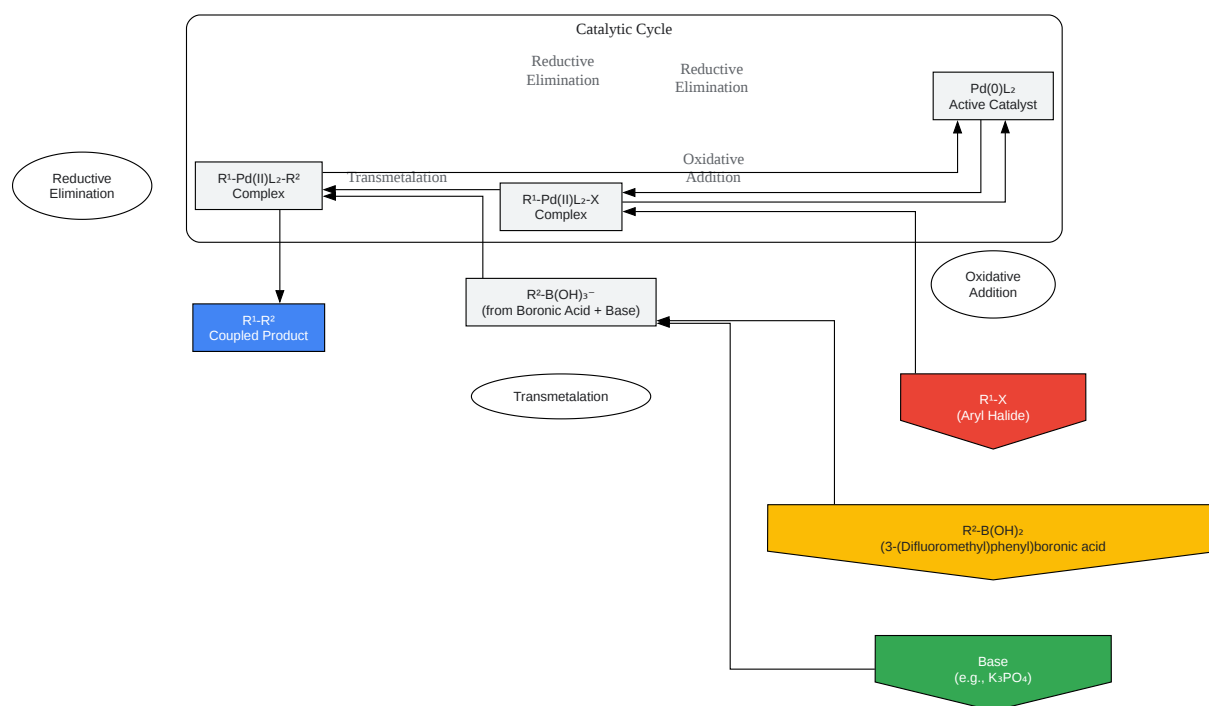 Catalytic Cycle
Reductive
Elimination
Reductive
Elimination
Pd(0)L₂
Active Catalyst
Oxidative
Addition
Transmetalation
Reductive
Elimination
R¹-Pd(II)L₂-R²
Complex
R¹-Pd(II)L₂-X
Complex
Oxidative
Addition
R²-B(OH)₃⁻
(from Boronic Acid + Base)
R¹-R²
Coupled Product
Transmetalation
R¹-X
(Aryl Halide)
R²-B(OH)₂
(3-(Difluoromethyl)phenyl)boronic acid
Base
(e.g., K₃PO₄)